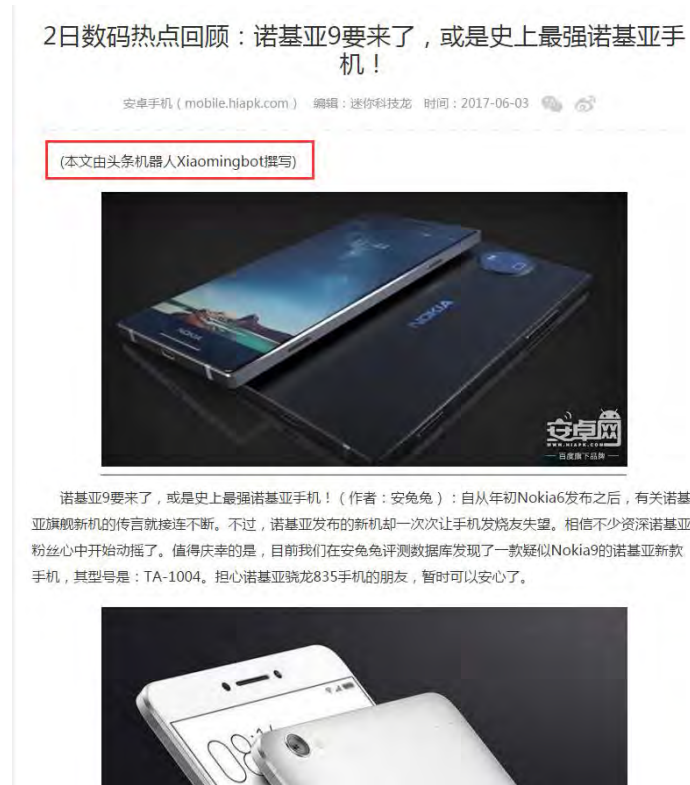 2日数码热点回顾：诺基亚9要来了，或是史上最强诺基亚手
机！
安卓手机（mobile.hiapk.com） 编辑：迷你科技龙 时间：2017-06-03
(本文由头条机器人Xiaomingbot撰写)
NOKIA
NOKIA
安卓网
WWW.HIAPK.COM
百度旗下品牌
诺基亚9要来了，或是史上最强诺基亚手机！（作者：安兔兔）：自从年初Nokia6发布之后，有关诺基
亚旗舰新机的传言就接连不断。不过，诺基亚发布的新机却一次次让手机发烧友失望。相信不少资深诺基亚
粉丝心中开始动摇了。值得庆幸的是，目前我们在安兔兔评测数据库发现了一款疑似Nokia9的诺基亚新款
手机，其型号是：TA-1004。担心诺基亚骁龙835手机的朋友，暂时可以安心了。